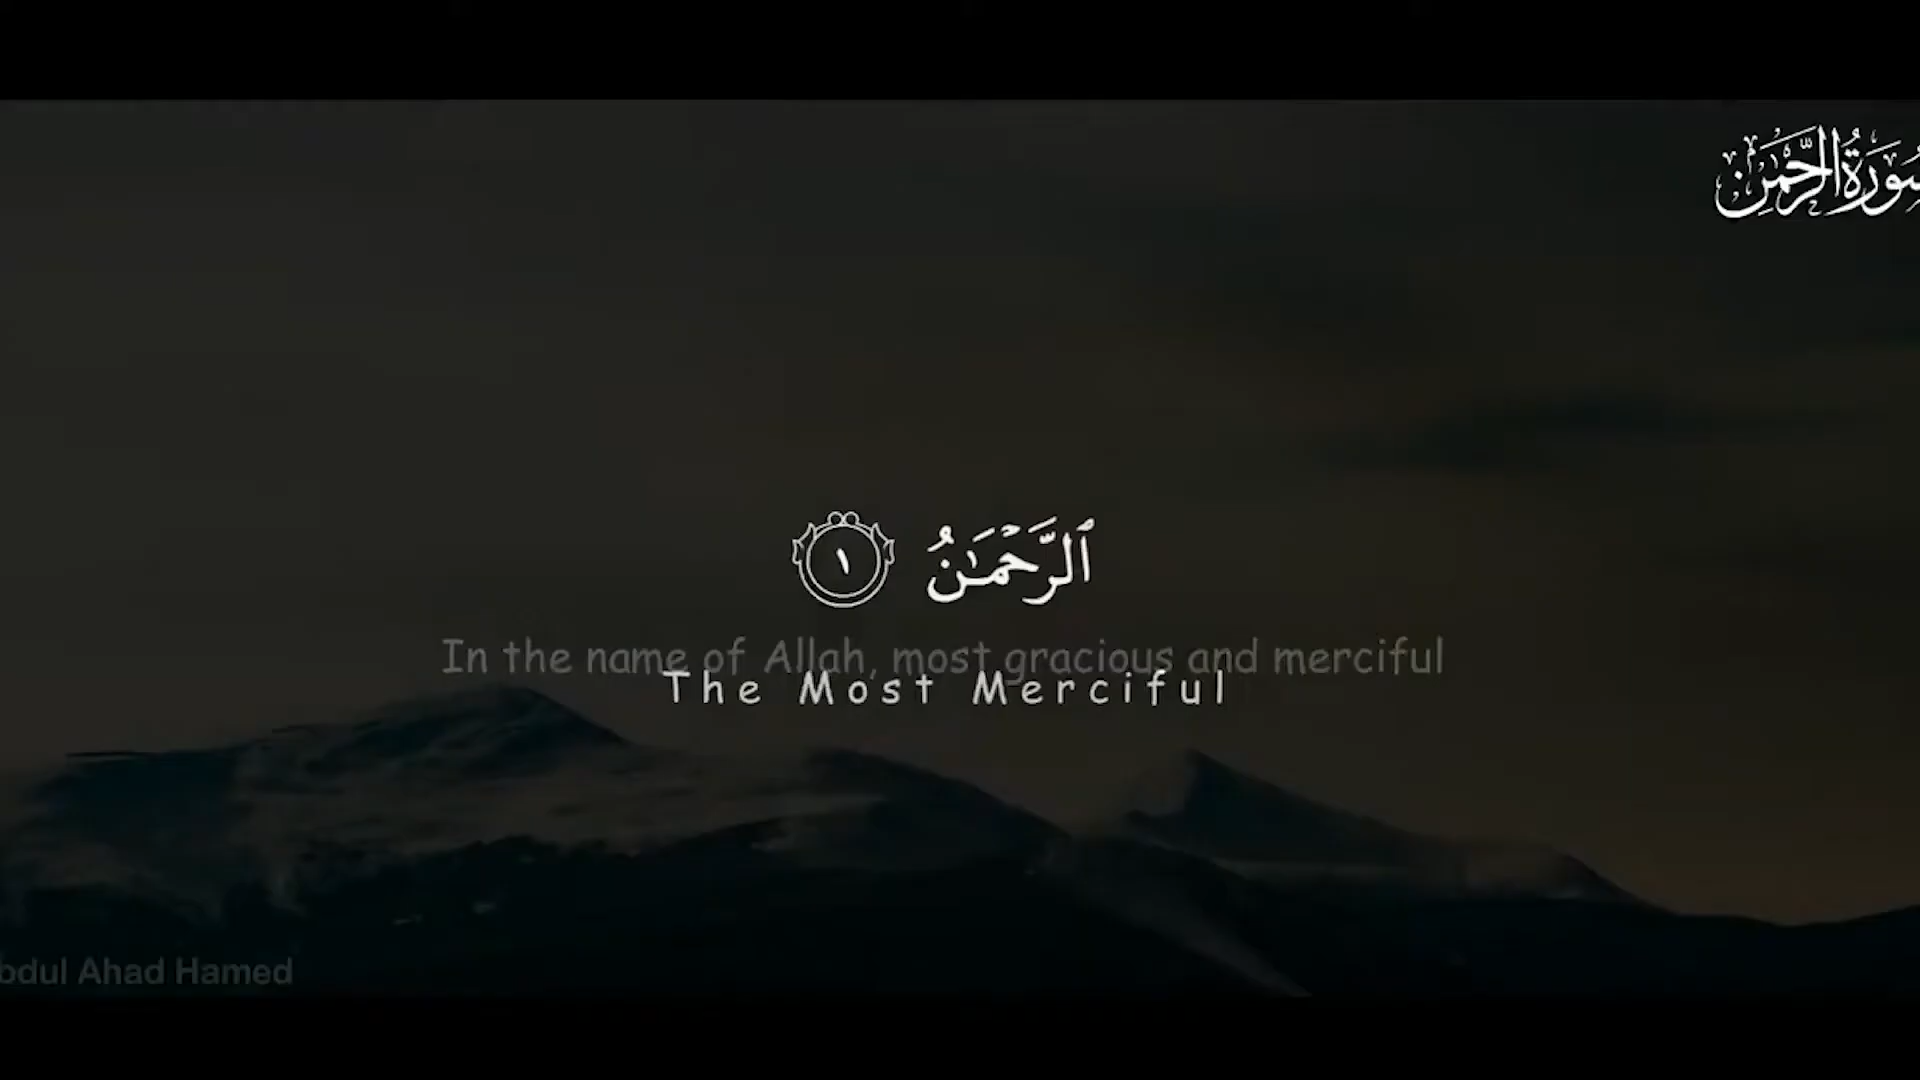 سُورَةُ الرَّحْمَٰن
ٱلرَّحْمَـٰنُ ١
In the name of Allah, most gracious and merciful
The Most Merciful
bdul Ahad Hamed